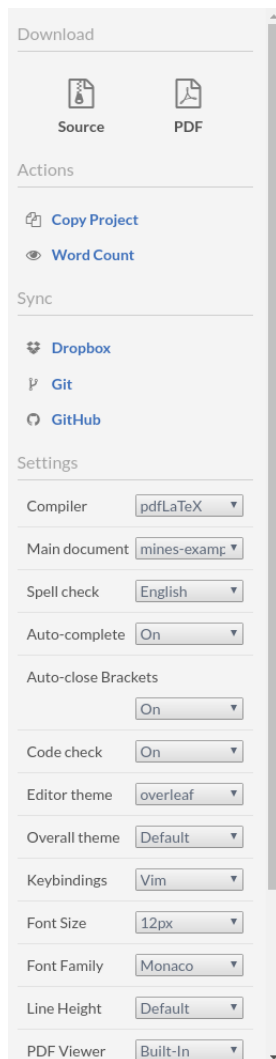 Download
Source PDF
Actions
Copy Project
Word Count
Sync
Dropbox
Git
GitHub
Settings
Compiler pdfLaTeX
Main document mines-examp
Spell check English
Auto-complete On
Auto-close Brackets
On
Code check On
Editor theme overleaf
Overall theme Default
Keybindings Vim
Font Size 12px
Font Family Monaco
Line Height Default
PDF Viewer Built-In